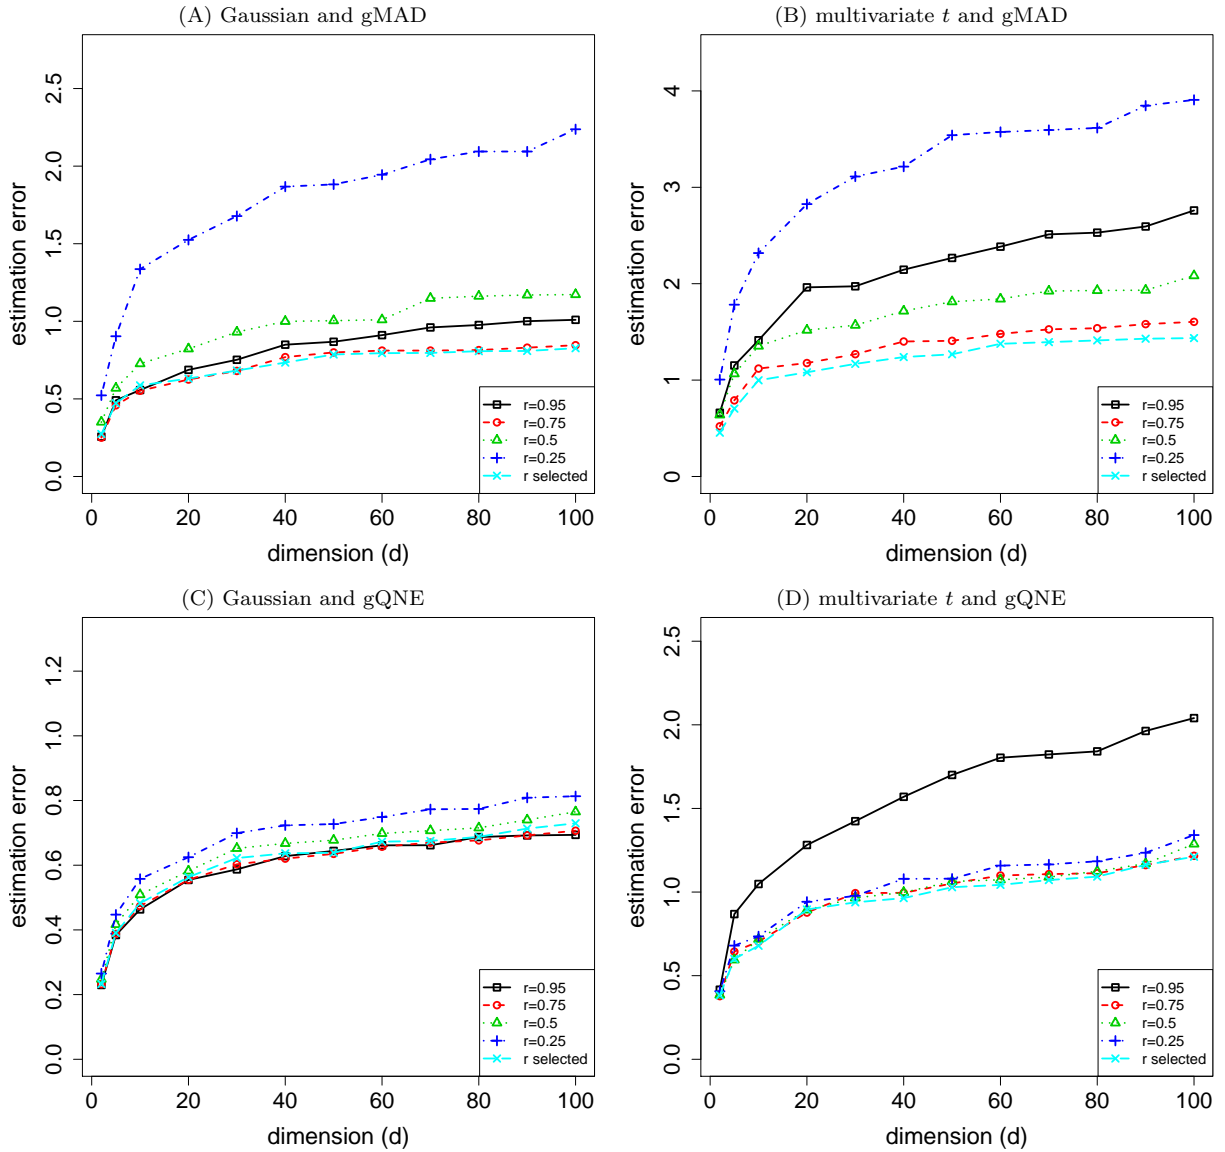 (A) Gaussian and gMAD
estimation error
0.0 0.5 1.0 1.5 2.0 2.5
0 20 40 60 80 100
dimension (d)
r=0.95
r=0.75
r=0.5
r=0.25
r selected
(B) multivariate t and gMAD
estimation error
0 1 2 3 4
0 20 40 60 80 100
dimension (d)
r=0.95
r=0.75
r=0.5
r=0.25
r selected
(C) Gaussian and gQNE
estimation error
0.0 0.2 0.4 0.6 0.8 1.0 1.2
0 20 40 60 80 100
dimension (d)
r=0.95
r=0.75
r=0.5
r=0.25
r selected
(D) multivariate t and gQNE
estimation error
0.0 0.5 1.0 1.5 2.0 2.5
0 20 40 60 80 100
dimension (d)
r=0.95
r=0.75
r=0.5
r=0.25
r selected